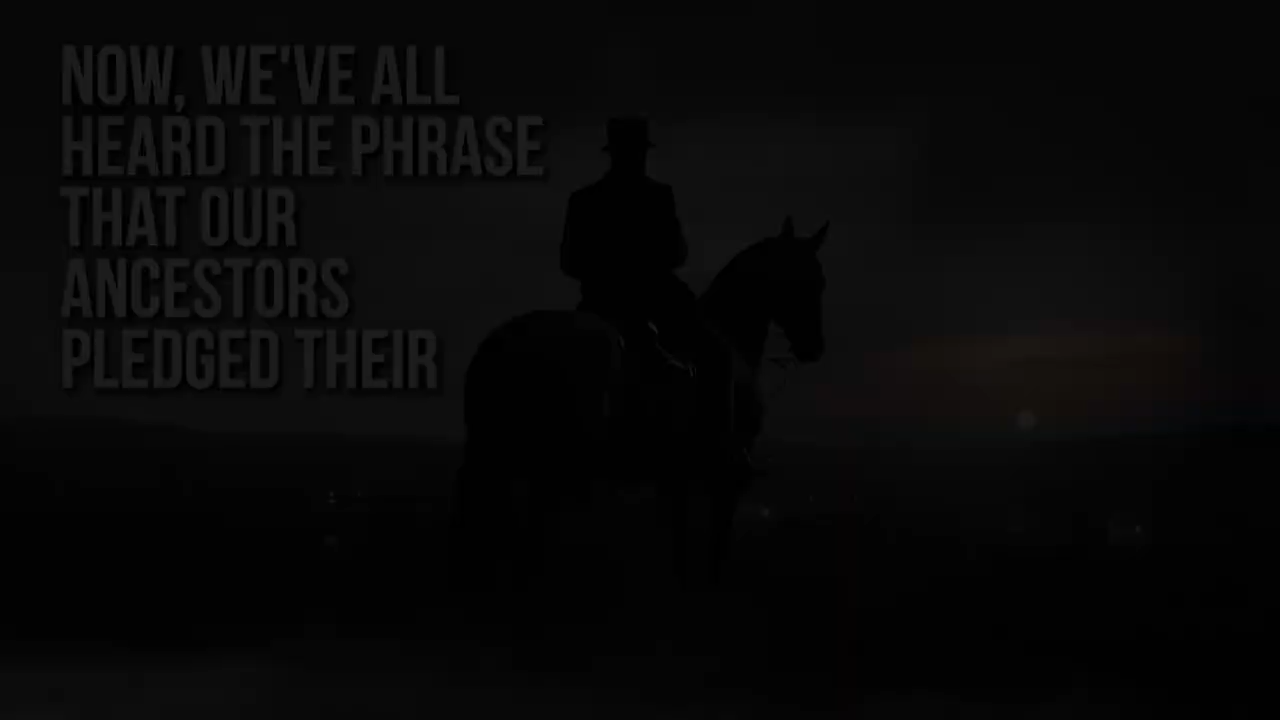 NOW, WE'VE ALL
HEARD THE PHRASE
THAT OUR
ANCESTORS
PLEDGED THEIR